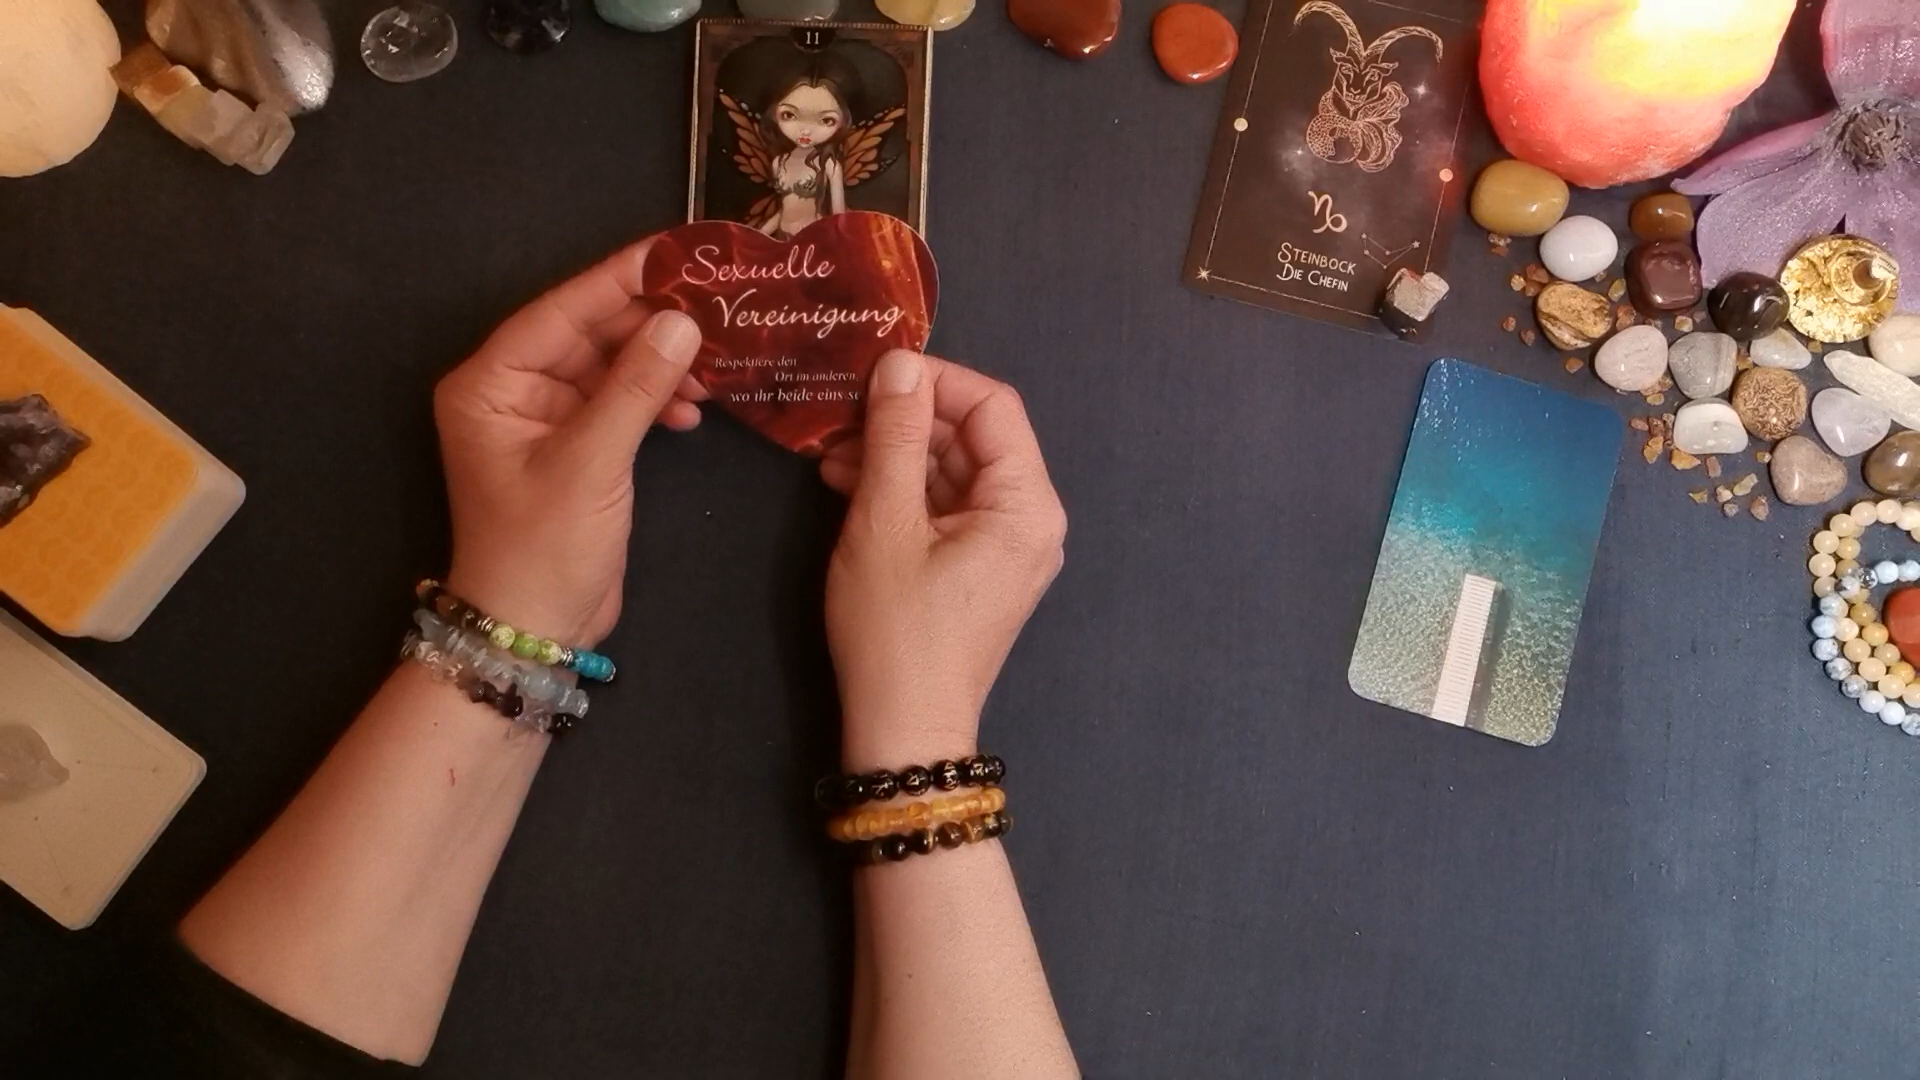 11
Sexuelle
Vereinigung
Respektiere den
Ort im anderen,
wo ihr beide eins
STEINBOCK
DIE CHEFIN